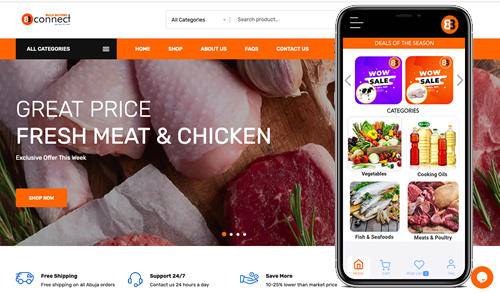 BULK BUYERS
connect
All Categories
Search product...
ALL CATEGORIES
HOME
SHOP
ABOUT US
FAQS
CONTACT US
GREAT PRICE
FRESH MEAT & CHICKEN
Exclusive Offer This Week
SHOP NOW
Free Shipping
Free shipping on all Abuja orders
Support 24/7
Contact us 24 hours a day
Save More
10-25% lower than market price
DEALS OF THE SEASON
WOW
SALE
WOW
SALE
CATEGORIES
Vegetables
Cooking Oils
Fish & Seafoods
Meats & Poultry
Home
Cart
Wish List